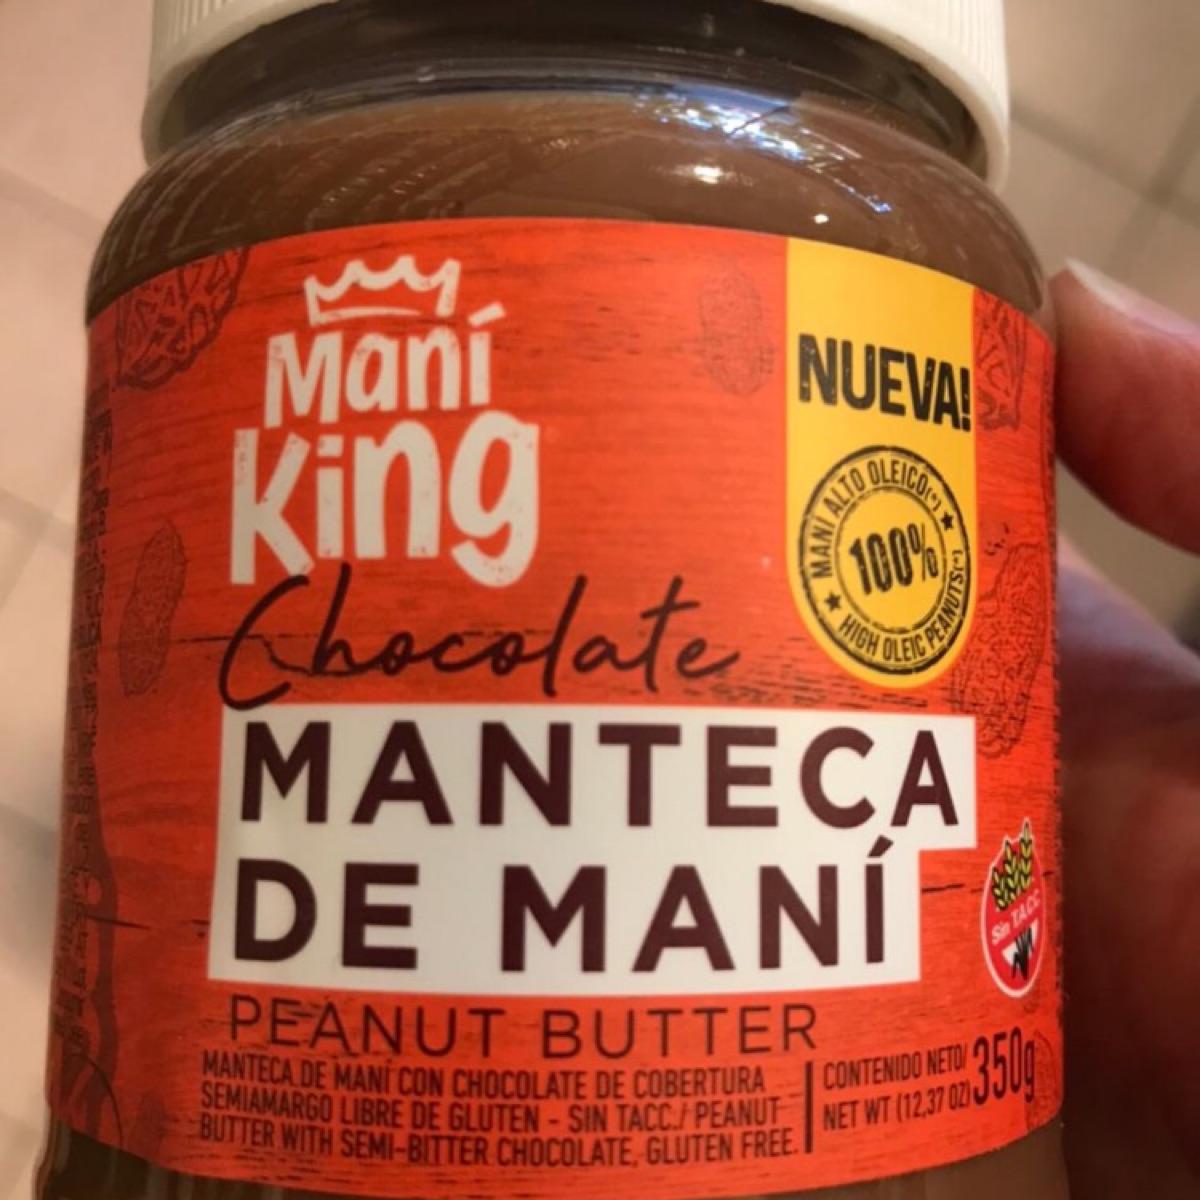 Maní
King
NUEVA!
MANÍ ALTO OLEICO(*)
100%
HIGH OLEIC PEANUTS(*)
Chocolate
MANTECA
DE MANÍ
Sin T.A.C.C.
PEANUT BUTTER
MANTECA DE MANÍ CON CHOCOLATE DE COBERTURA
SEMIAMARGO LIBRE DE GLUTEN - SIN TACC./ PEANUT
BUTTER WITH SEMI-BITTER CHOCOLATE, GLUTEN FREE.
CONTENIDO NETO/
NET WT (12,37 OZ) 350g